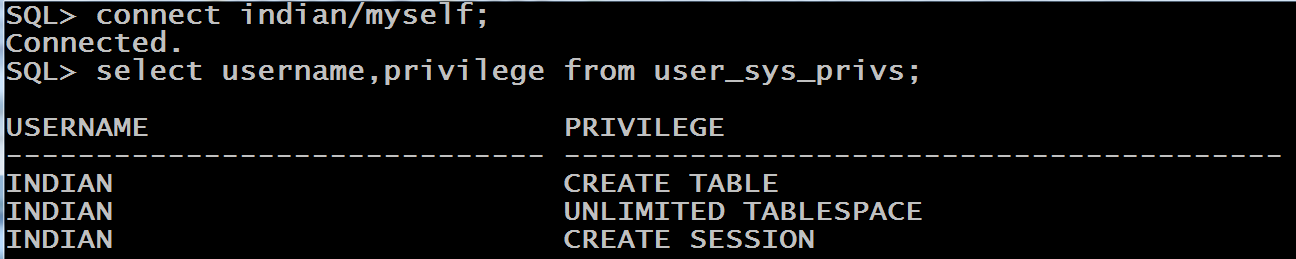 SQL> connect indian/myself;
Connected.
SQL> select username,privilege from user_sys_privs;
USERNAME                       PRIVILEGE
------------------------------ ----------------------------------------
INDIAN                         CREATE TABLE
INDIAN                         UNLIMITED TABLESPACE
INDIAN                         CREATE SESSION